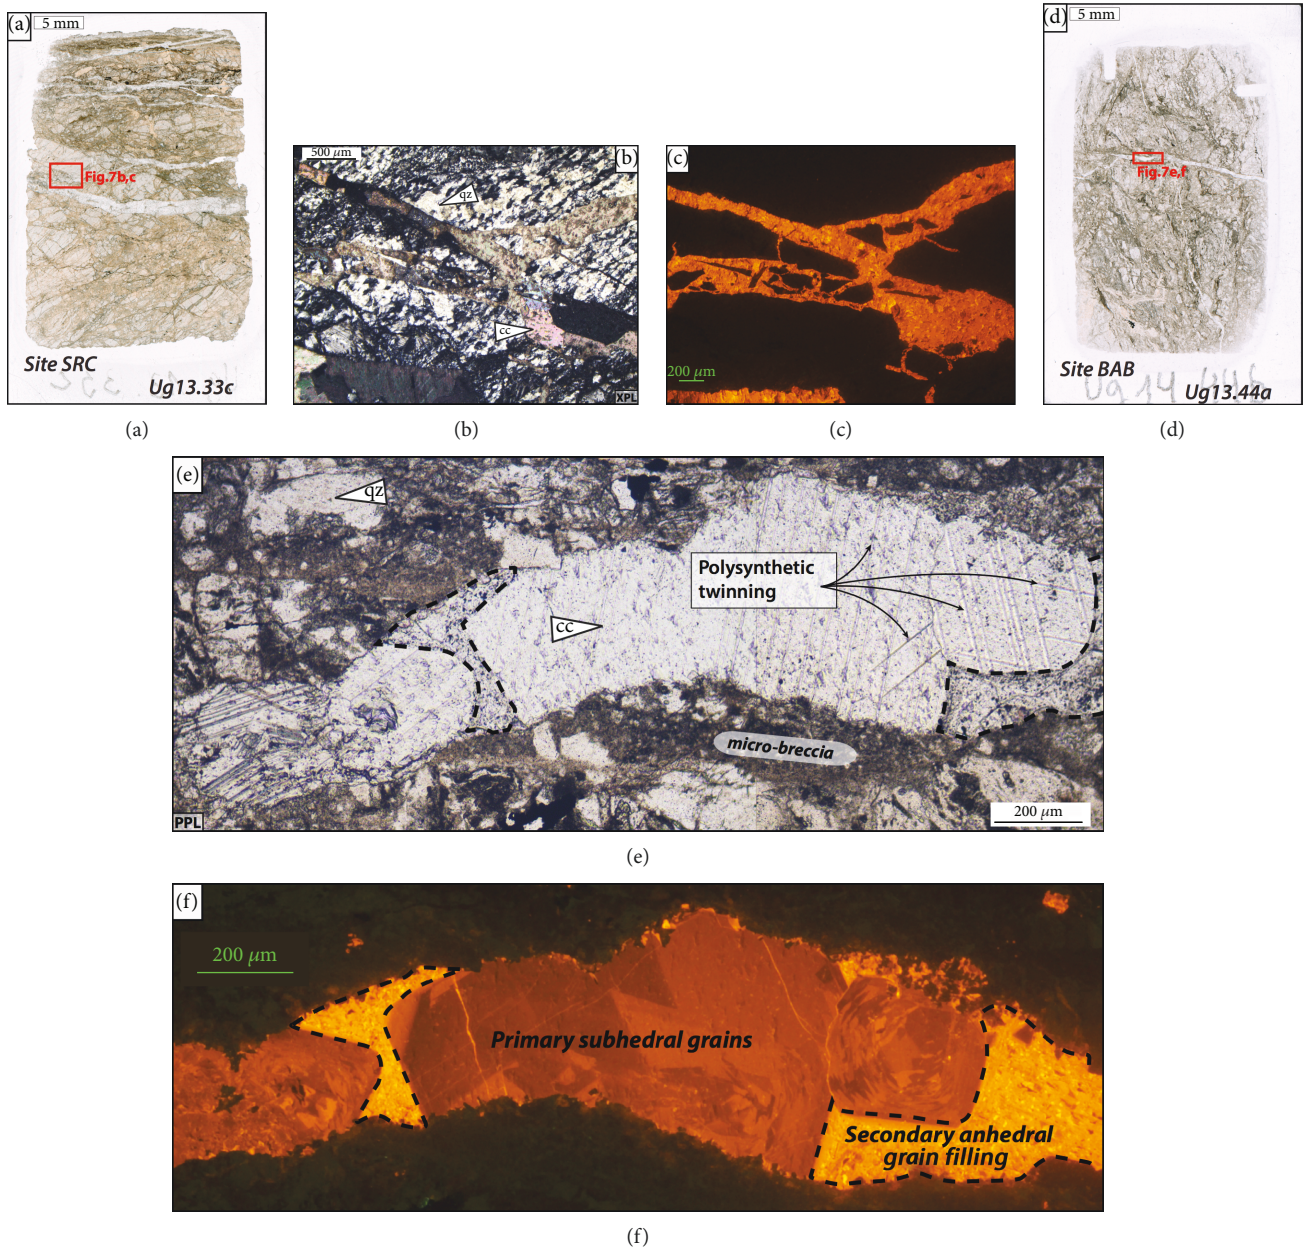 (a)
5 mm
Fig.7b,c
Site SRC
Ug13.33c
(a)
500 µm
(b)
qz
cc
XPL
(b)
(c)
200 µm
(c)
(d)
5 mm
Fig.7e,f
Site BAB
Ug13.44a
(d)
(e)
qz
Polysynthetic
twinning
cc
micro-breccia
PPL
200 µm
(e)
(f)
200 µm
Primary subhedral grains
Secondary anhedral
grain filling
(f)